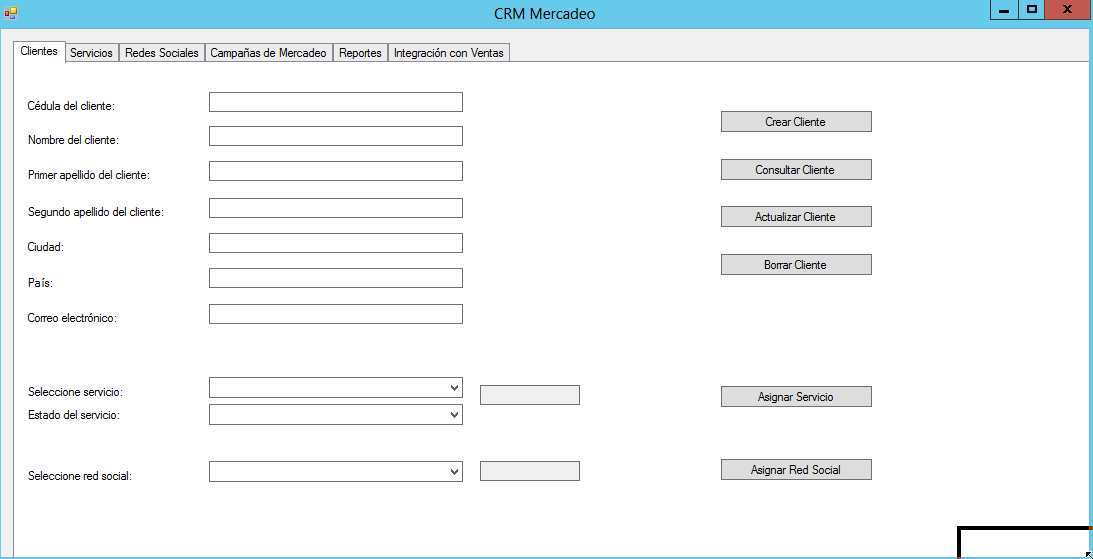 CRM Mercadeo
Clientes Servicios Redes Sociales Campañas de Mercadeo Reportes Integración con Ventas
Cédula del cliente:
Crear Cliente
Nombre del cliente:
Consultar Cliente
Primer apellido del cliente:
Segundo apellido del cliente:
Actualizar Cliente
Ciudad:
Borrar Cliente
País:
Correo electrónico:
Seleccione servicio:
Asignar Servicio
Estado del servicio:
Seleccione red social:
Asignar Red Social